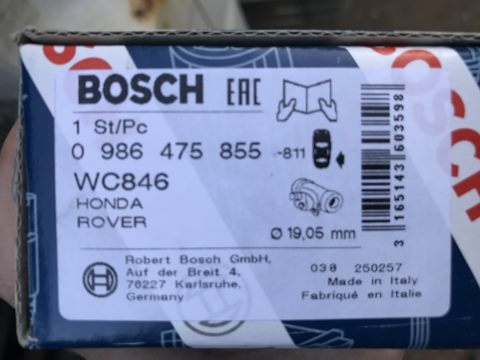 BOSCH EAC
1 St/Pc
0 986 475 855 -811
WC846
HONDA
ROVER
Ø 19,05 mm
Robert Bosch GmbH,
Auf der Breit 4,
76227 Karlsruhe,
Germany
038 250257
Made in Italy
Fabriqué en Italie
3 165143 603598
SCH